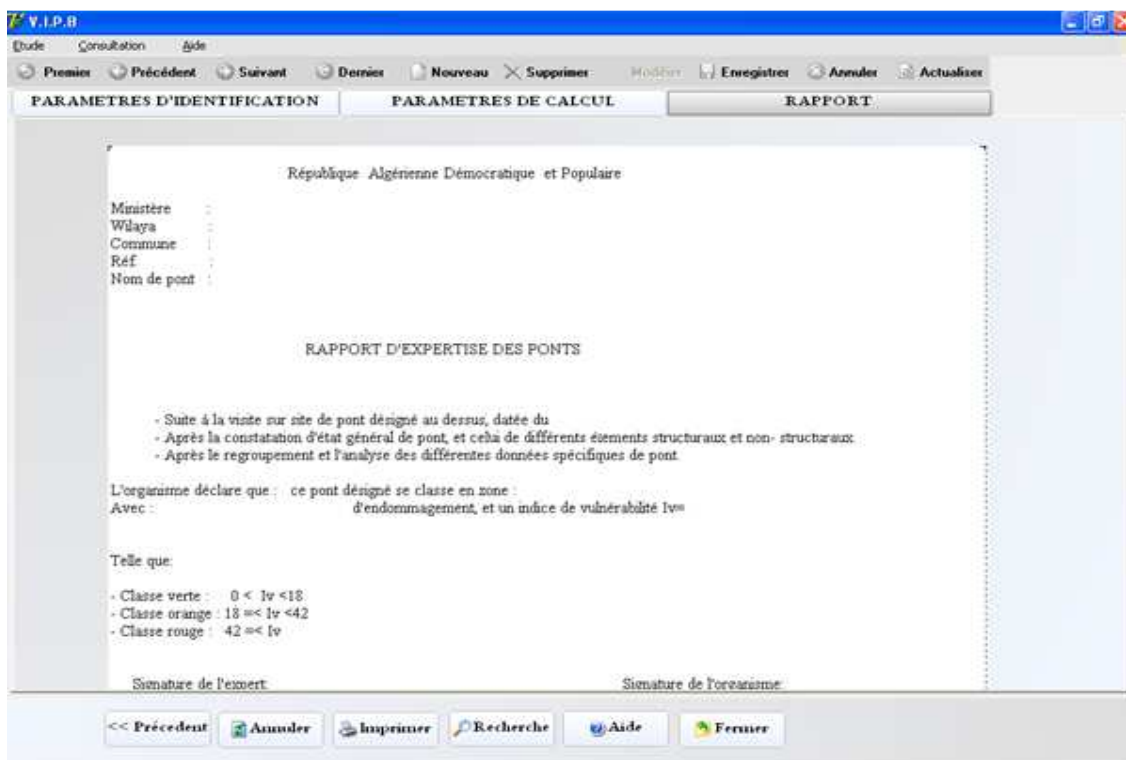 V.I.P.B
Etude Consultation Aide
Premier Précédent Suivant Dernier Nouveau Supprimer Modifier Enregistrer Annuler Actualiser
PARAMETRES D'IDENTIFICATION PARAMETRES DE CALCUL RAPPORT
République Algérienne Démocratique et Populaire
Ministère :
Wilaya :
Commune :
Réf :
Nom de pont :
RAPPORT D'EXPERTISE DES PONTS
- Suite à la visite sur site de pont désigné au dessus, datée du
- Après la constatation d'état général de pont, et celui de différents éements structuraux et non- structuraux
- Après le regroupement et l'analyse des différentes données spécifiques de pont.
L'organisme déclare que : ce pont désigné se classe en zone :
Avec : d'endommagement, et un indice de vulnérabilité Iv=
Telle que:
- Classe verte : 0 < Iv <18
- Classe orange : 18 =< Iv <42
- Classe rouge : 42 =< Iv
Signature de l'expert: Signature de l'organisme:
<< Précedent Annuler Imprimer Recherche Aide Fermer